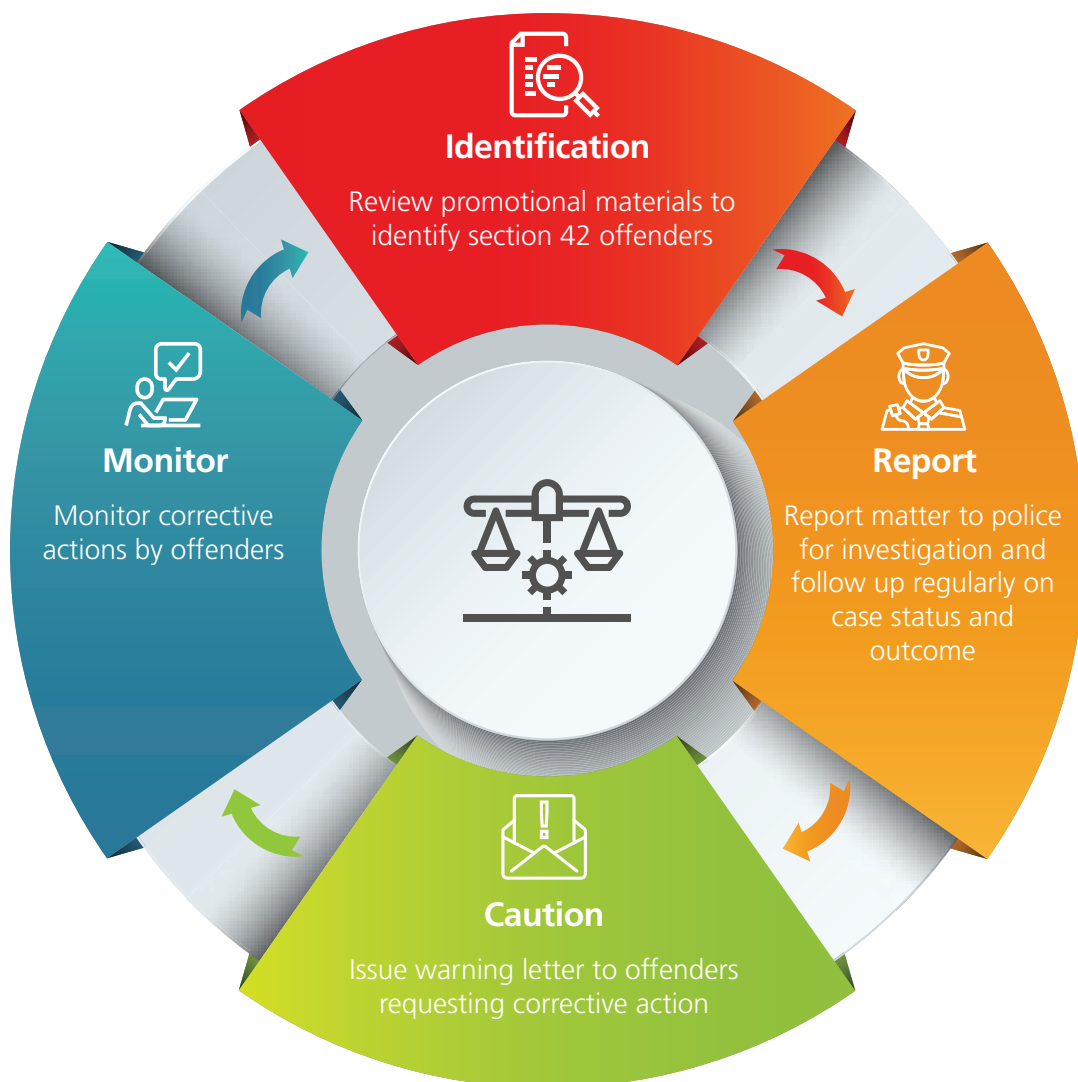 Identification
Review promotional materials to
identify section 42 offenders
Report
Report matter to police
for investigation and
follow up regularly on
case status and
outcome
Caution
Issue warning letter to offenders
requesting corrective action
Monitor
Monitor corrective
actions by offenders